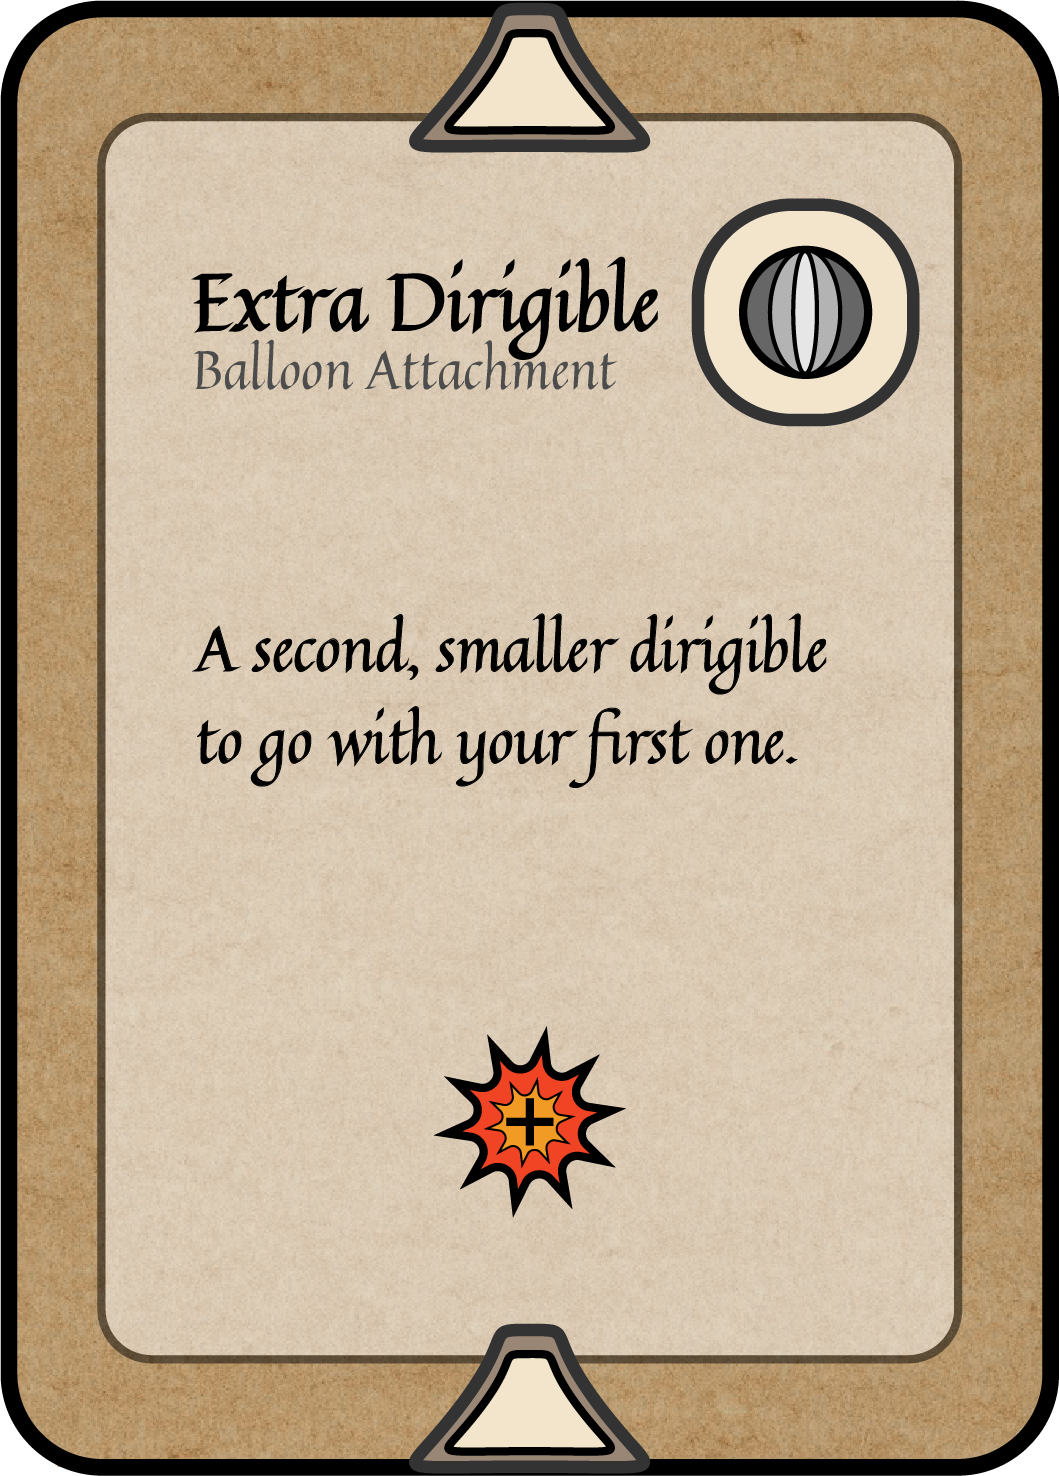 Extra Dirigible
Balloon Attachment
A second, smaller dirigible
to go with your first one.
+